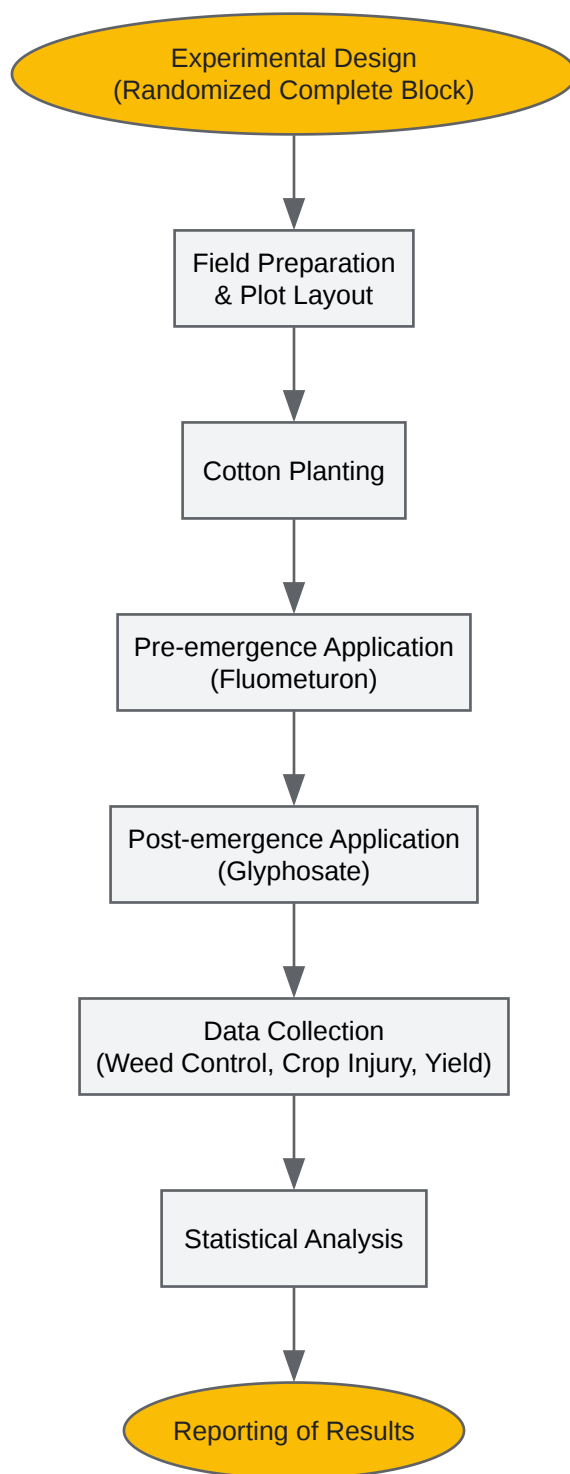 Experimental Design
(Randomized Complete Block)
Field Preparation
& Plot Layout
Cotton Planting
Pre-emergence Application
(Fluometuron)
Post-emergence Application
(Glyphosate)
Data Collection
(Weed Control, Crop Injury, Yield)
Statistical Analysis
Reporting of Results